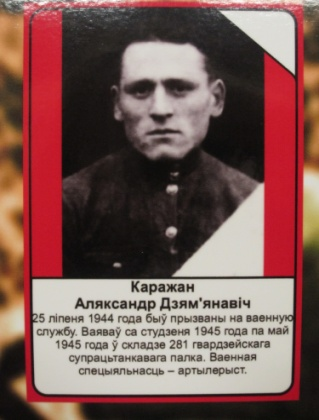 Каражан
Аляксандр Дзям'янавіч
25 ліпеня 1944 года быў прызваны на ваенную
службу. Ваяваў са студзеня 1945 года па май
1945 года ў складзе 281 гвардзейскага
супрацьтанкавага палка. Ваенная
спецыяльнасць – артылерыст.